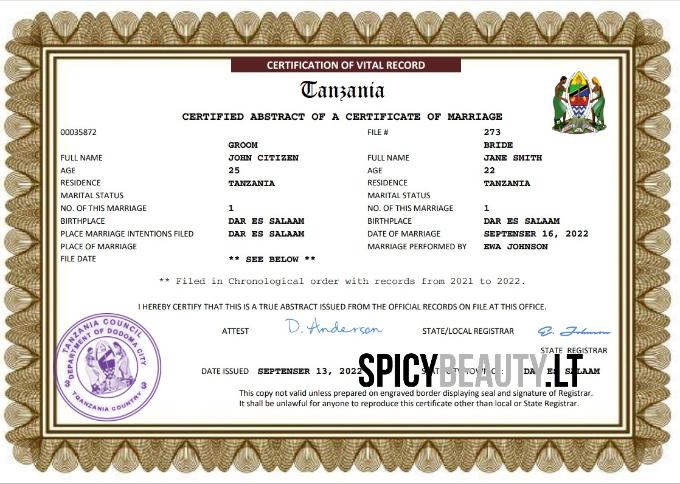 CERTIFICATION OF VITAL RECORD
Tanzania
CERTIFIED ABSTRACT OF A CERTIFICATE OF MARRIAGE
00035872 FILE # 273
GROOM BRIDE
FULL NAME JOHN CITIZEN FULL NAME JANE SMITH
AGE 25 AGE 22
RESIDENCE TANZANIA RESIDENCE TANZANIA
MARITAL STATUS MARITAL STATUS
NO. OF THIS MARRIAGE 1 NO. OF THIS MARRIAGE 1
BIRTHPLACE DAR ES SALAAM BIRTHPLACE DAR ES SALAAM
PLACE MARRIAGE INTENTIONS FILED DAR ES SALAAM DATE OF MARRIAGE SEPTENSER 16, 2022
PLACE OF MARRIAGE MARRIAGE PERFORMED BY EWA JOHNSON
FILE DATE ** SEE BELOW **
** Filed in Chronological order with records from 2021 to 2022.
I HEREBY CERTIFY THAT THIS IS A TRUE ABSTRACT ISSUED FROM THE OFFICIAL RECORDS ON FILE AT THIS OFFICE.
ATTEST D. Anderson STATE/LOCAL REGISTRAR E. Johnson
STATE REGISTRAR
TANZANIA COUNCIL
DEPARTMENT OF DODOMA CITY
3 3
TQANZANIA COUNTRY
DATE ISSUED SEPTENSER 13, 2022
SPICYBEAUTY.LT
This copy not valid unless prepared on engraved border displaying seal and signature of Registrar.
It shall be unlawful for anyone to reproduce this certificate other than local or State Registrar.